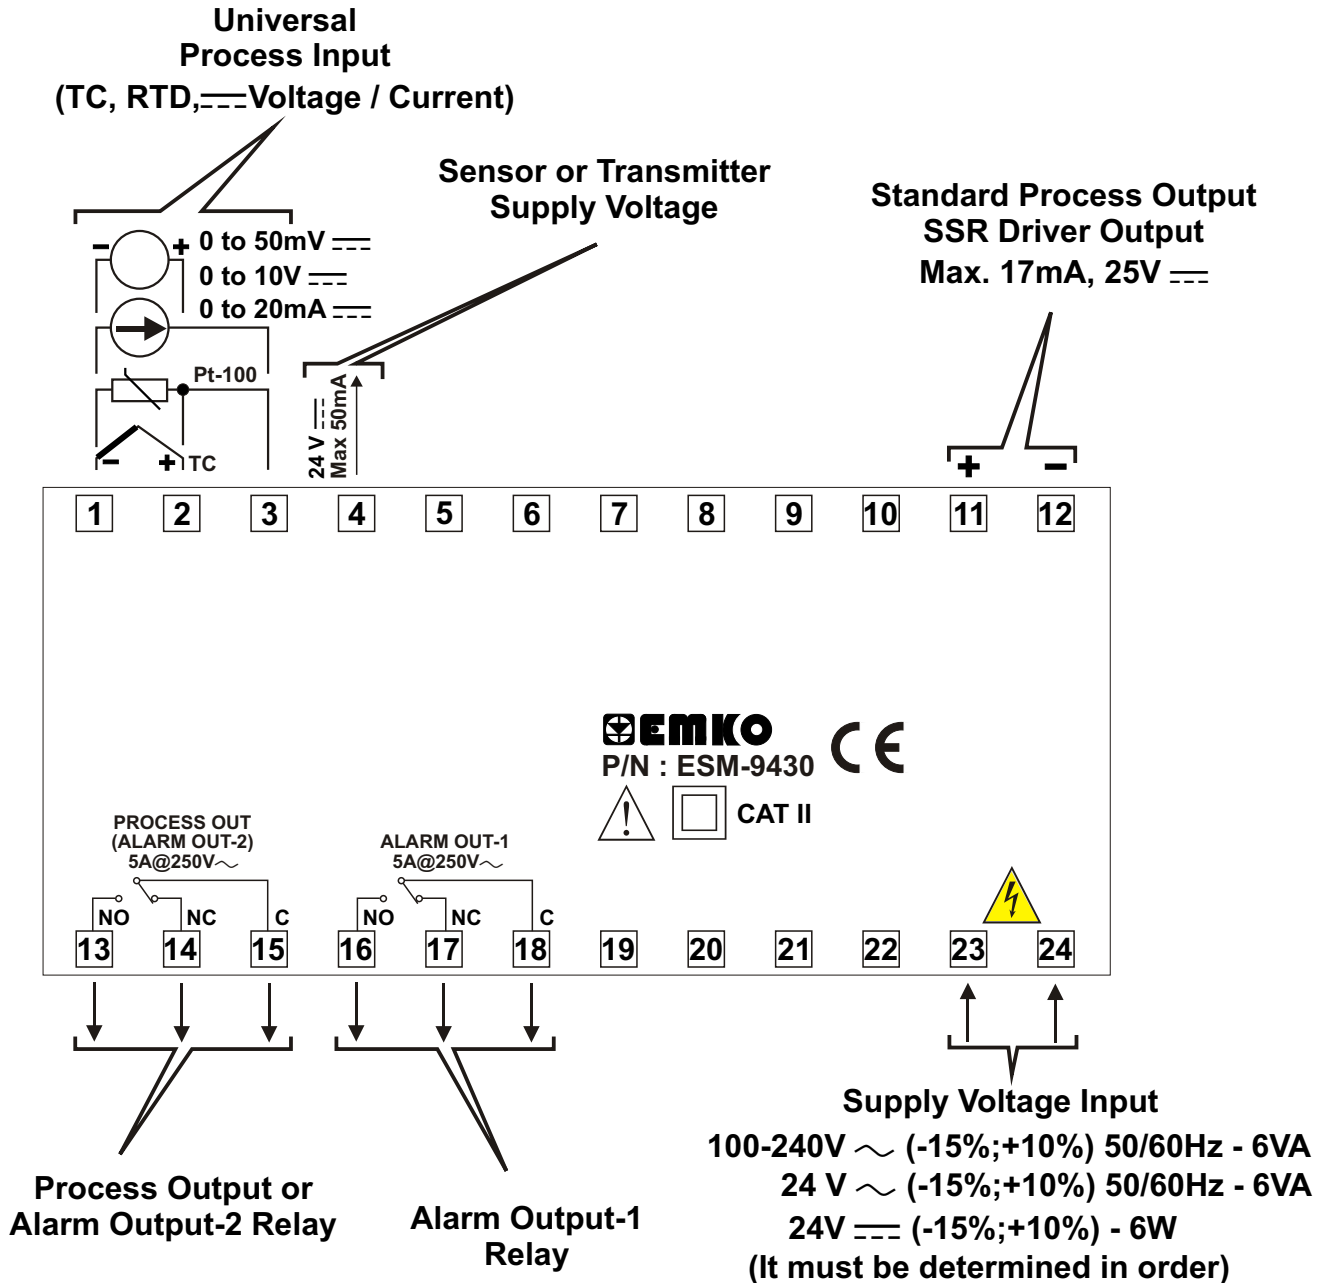 Universal
Process Input
(TC, RTD, Voltage / Current)
Sensor or Transmitter
Supply Voltage
Standard Process Output
SSR Driver Output
Max. 17mA, 25V
- + 0 to 50mV
0 to 10V
0 to 20mA
Pt-100
- + TC
24 V
Max 50mA
+ -
1 2 3 4 5 6 7 8 9 10 11 12
EMKO CE
P/N : ESM-9430
! CAT II
PROCESS OUT
(ALARM OUT-2)
5A@250V~
NO NC C
ALARM OUT-1
5A@250V~
NO NC C
13 14 15 16 17 18 19 20 21 22 23 24
Process Output or
Alarm Output-2 Relay
Alarm Output-1
Relay
Supply Voltage Input
100-240V ~ (-15%;+10%) 50/60Hz - 6VA
24 V ~ (-15%;+10%) 50/60Hz - 6VA
24V (-15%;+10%) - 6W
(It must be determined in order)